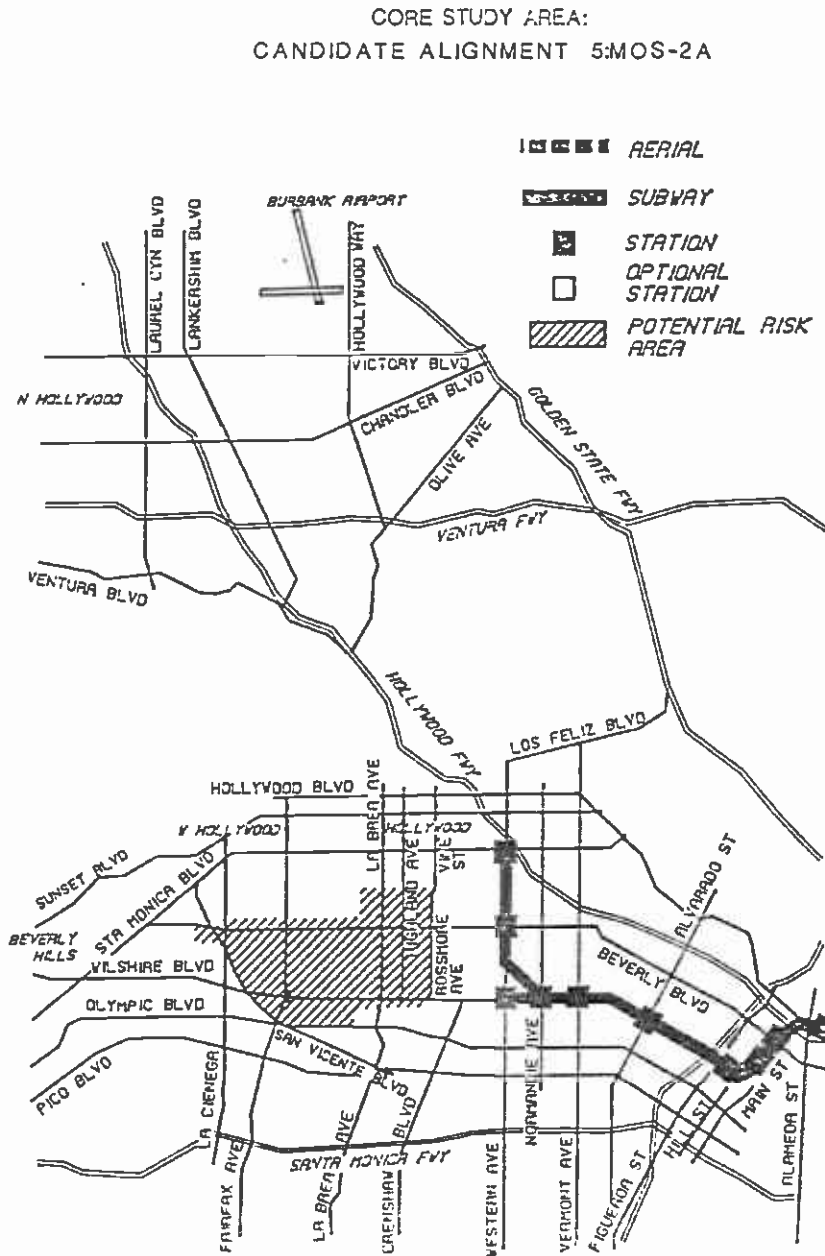 CORE STUDY AREA:
CANDIDATE ALIGNMENT 5:MOS-2A
AERIAL
SUBWAY
STATION
OPTIONAL
STATION
POTENTIAL RISK
AREA
BURBANK AIRPORT
LAUREL CYN BLVD
LANKERSHIM BLVD
HOLLYWOOD WAY
VICTORY BLVD
N HOLLYWOOD
CHANDLER BLVD
OLIVE AVE
GOLDEN STATE FWY
VENTURA FWY
VENTURA BLVD
HOLLYWOOD FWY
LOS FELIZ BLVD
HOLLYWOOD BLVD
W HOLLYWOOD
HOLLYWOOD
LA BREA AVE
HIGHLAND AVE
VINE
ST
SUNSET BLVD
STA MONICA BLVD
ALVARADO ST
BEVERLY
HILLS
ROSSMORE
AVE
BEVERLY BLVD
WILSHIRE BLVD
OLYMPIC BLVD
SAN VICENTE BLVD
PICO BLVD
LA CIENEGA
NORMANDIE AVE
MAIN ST
HILL ST
ALAMEDA ST
SANTA MONICA FWY
FAIRFAX AVE
LA BREA AVE
CRENSHAW BLVD
WESTERN AVE
VERMONT AVE
FIGUEROA ST